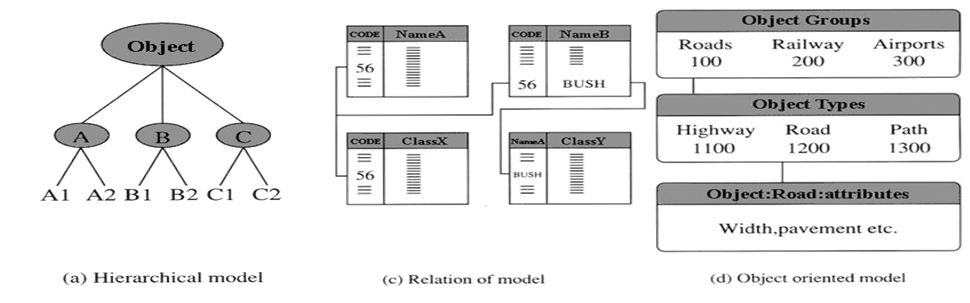 Object
A B C
A1 A2 B1 B2 C1 C2
(a) Hierarchical model
CODE NameA
56
CODE NameB
56 BUSH
CODE ClassX
56
NameA ClassY
BUSH
(c) Relation of model
Object Groups
Roads Railway Airports
100 200 300
Object Types
Highway Road Path
1100 1200 1300
Object:Road:attributes
Width,pavement etc.
(d) Object oriented model